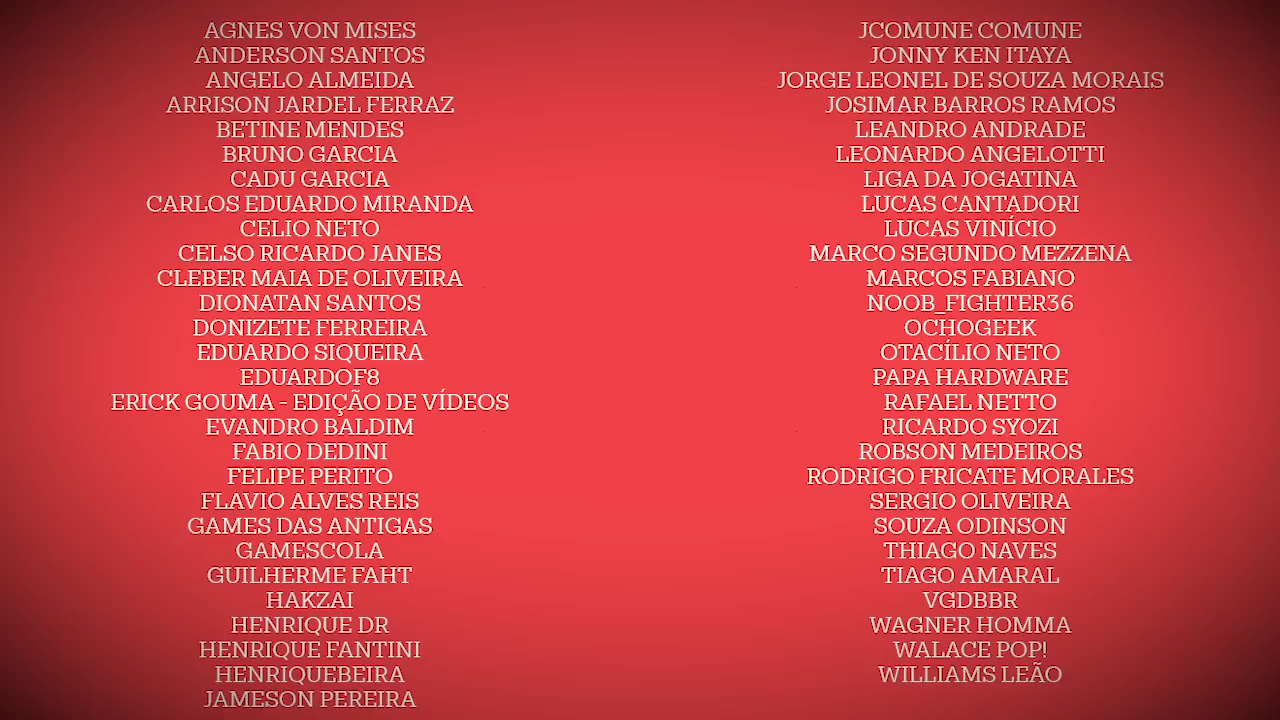 AGNES VON MISES
ANDERSON SANTOS
ANGELO ALMEIDA
ARRISON JARDEL FERRAZ
BETINE MENDES
BRUNO GARCIA
CADU GARCIA
CARLOS EDUARDO MIRANDA
CELIO NETO
CELSO RICARDO JANES
CLEBER MAIA DE OLIVEIRA
DIONATAN SANTOS
DONIZETE FERREIRA
EDUARDO SIQUEIRA
EDUARDOF8
ERICK GOUMA - EDIÇÃO DE VÍDEOS
EVANDRO BALDIM
FABIO DEDINI
FELIPE PERITO
FLAVIO ALVES REIS
GAMES DAS ANTIGAS
GAMESCOLA
GUILHERME FAHT
HAKZAI
HENRIQUE DR
HENRIQUE FANTINI
HENRIQUEBEIRA
JAMESON PEREIRA
JCOMUNE COMUNE
JONNY KEN ITAYA
JORGE LEONEL DE SOUZA MORAIS
JOSIMAR BARROS RAMOS
LEANDRO ANDRADE
LEONARDO ANGELOTTI
LIGA DA JOGATINA
LUCAS CANTADORI
LUCAS VINÍCIO
MARCO SEGUNDO MEZZENA
MARCOS FABIANO
NOOB_FIGHTER36
OCHOGEEK
OTACÍLIO NETO
PAPA HARDWARE
RAFAEL NETTO
RICARDO SYOZI
ROBSON MEDEIROS
RODRIGO FRICATE MORALES
SERGIO OLIVEIRA
SOUZA ODINSON
THIAGO NAVES
TIAGO AMARAL
VGDBBR
WAGNER HOMMA
WALACE POP!
WILLIAMS LEÃO